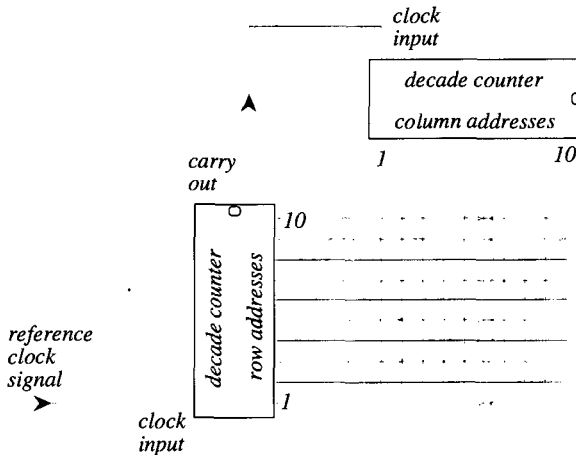 clock
input
decade counter
column addresses
1
10
carry
out
10
decade counter
row addresses
reference
clock
signal
1
clock
input